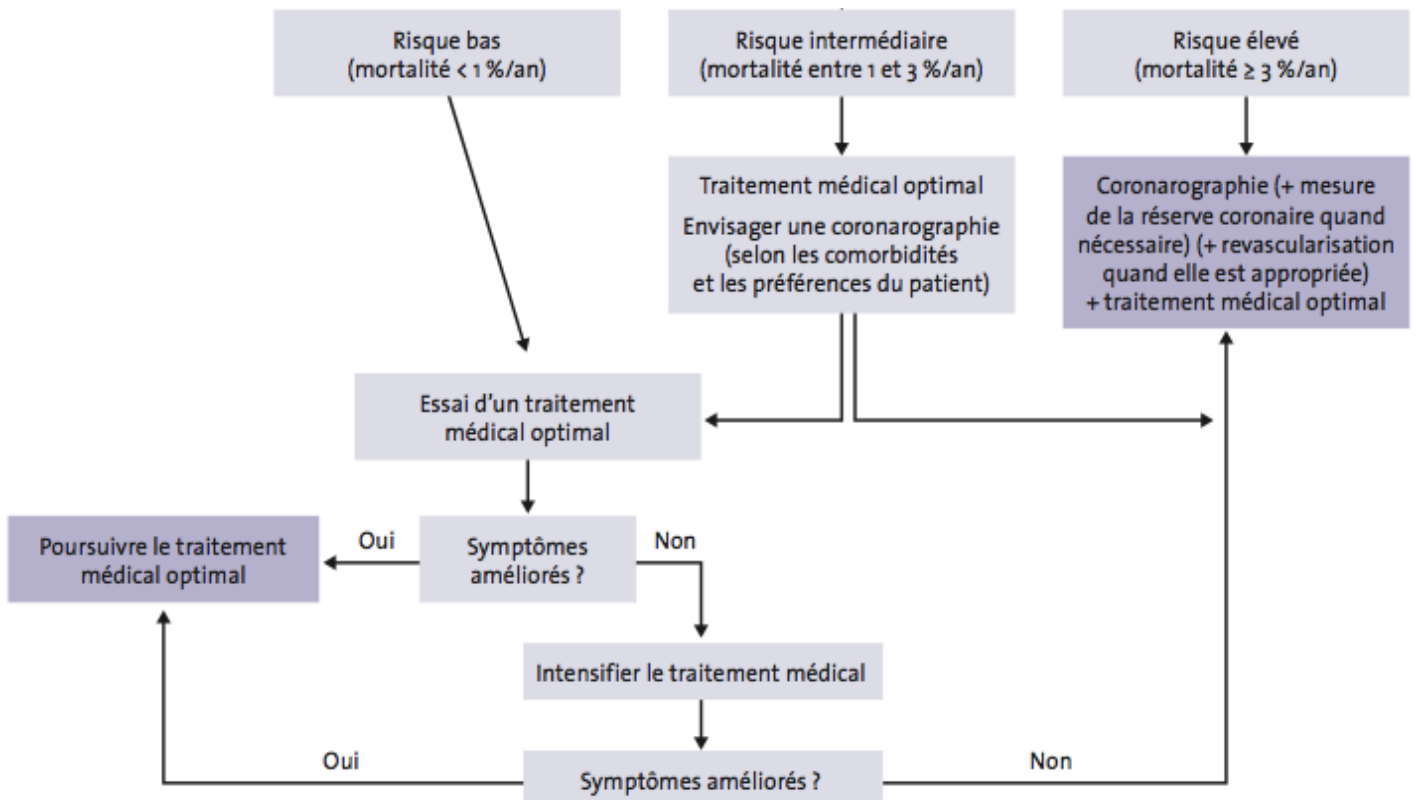 Risque bas
(mortalité < 1 %/an)
Risque intermédiaire
(mortalité entre 1 et 3 %/an)
Risque élevé
(mortalité ≥ 3 %/an)
Traitement médical optimal
Envisager une coronarographie
(selon les comorbidités
et les préférences du patient)
Coronarographie (+ mesure
de la réserve coronaire quand
nécessaire) (+ revascularisation
quand elle est appropriée)
+ traitement médical optimal
Essai d'un traitement
médical optimal
Poursuivre le traitement
médical optimal
Oui
Symptômes
améliorés ?
Non
Intensifier le traitement médical
Oui
Symptômes améliorés ?
Non